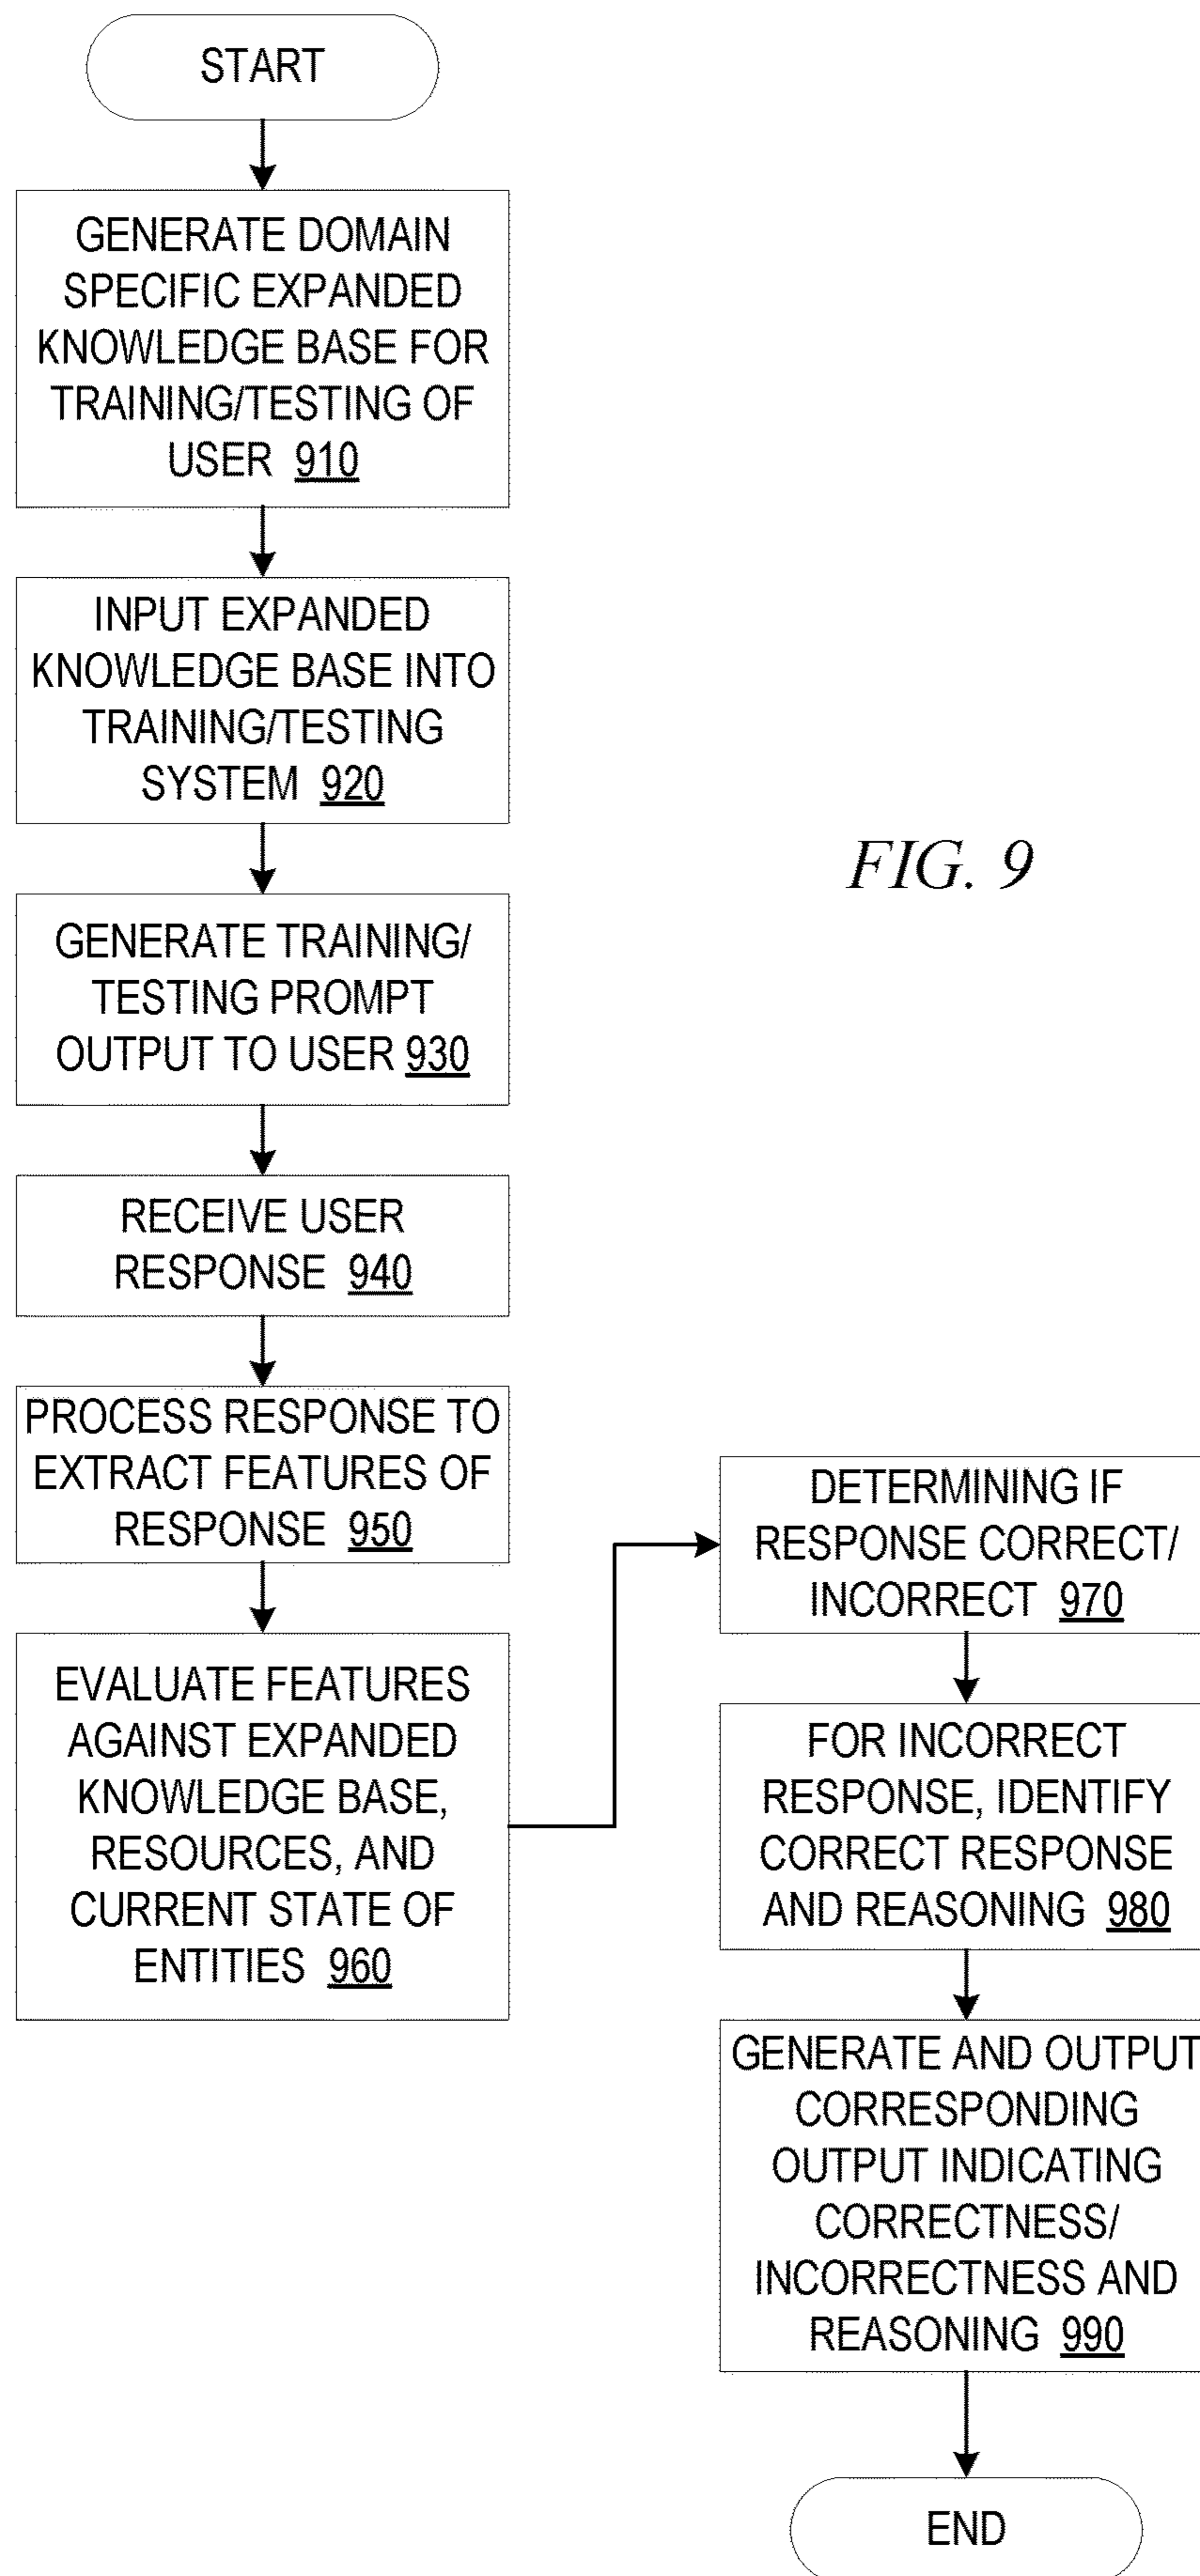 START
GENERATE DOMAIN
SPECIFIC EXPANDED
KNOWLEDGE BASE FOR
TRAINING/TESTING OF
USER 910
INPUT EXPANDED
KNOWLEDGE BASE INTO
TRAINING/TESTING
SYSTEM 920
GENERATE TRAINING/
TESTING PROMPT
OUTPUT TO USER 930
RECEIVE USER
RESPONSE 940
PROCESS RESPONSE TO
EXTRACT FEATURES OF
RESPONSE 950
EVALUATE FEATURES
AGAINST EXPANDED
KNOWLEDGE BASE,
RESOURCES, AND
CURRENT STATE OF
ENTITIES 960
FIG. 9
DETERMINING IF
RESPONSE CORRECT/
INCORRECT 970
FOR INCORRECT
RESPONSE, IDENTIFY
CORRECT RESPONSE
AND REASONING 980
GENERATE AND OUTPUT
CORRESPONDING
OUTPUT INDICATING
CORRECTNESS/
INCORRECTNESS AND
REASONING 990
END